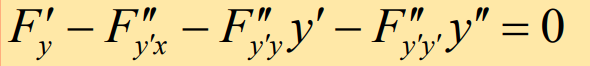 F'_y − F''_{y'x} − F''_{y'y} y' − F''_{y'y'} y'' = 0